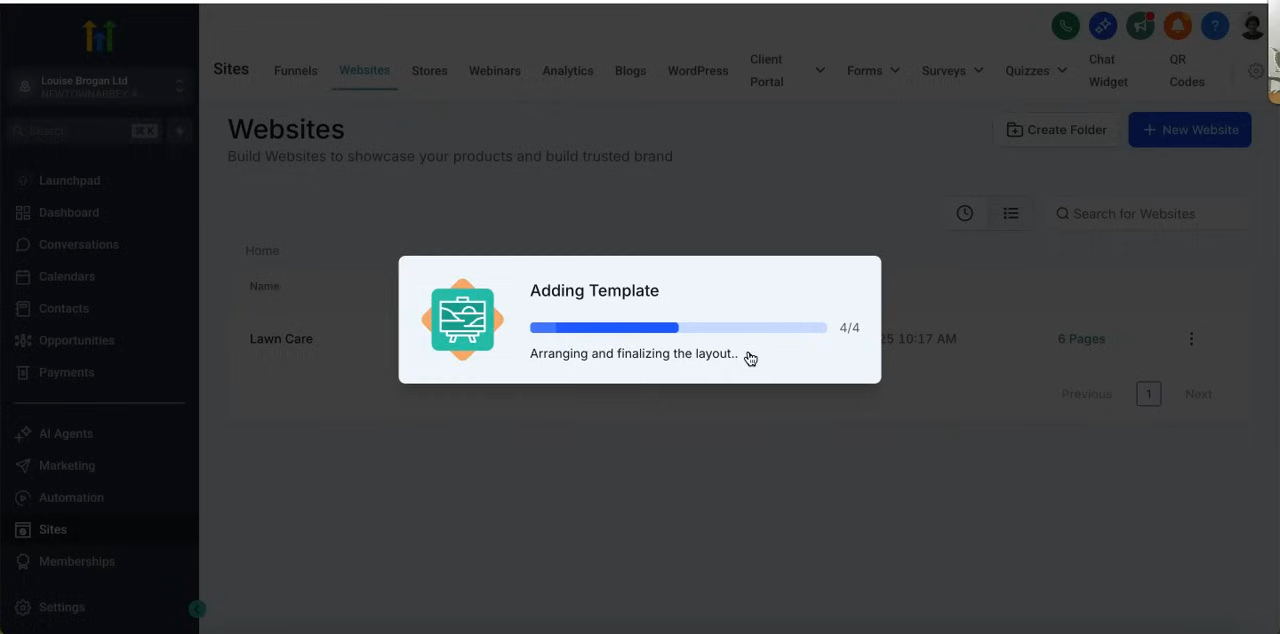 Louise Brogan Ltd
NEWTOWNABBEY
Search
⌘ K
Launchpad
Dashboard
Conversations
Calendars
Contacts
Opportunities
Payments
AI Agents
Marketing
Automation
Sites
Memberships
Settings
Sites
Funnels
Websites
Stores
Webinars
Analytics
Blogs
WordPress
Client
Portal
Forms
Surveys
Quizzes
Chat
Widget
QR
Codes
Websites
Build Websites to showcase your products and build trusted brand
Create Folder
+ New Website
Search for Websites
Home
Name
Lawn Care
25 10:17 AM
6 Pages
Previous
1
Next
Adding Template
4/4
Arranging and finalizing the layout..